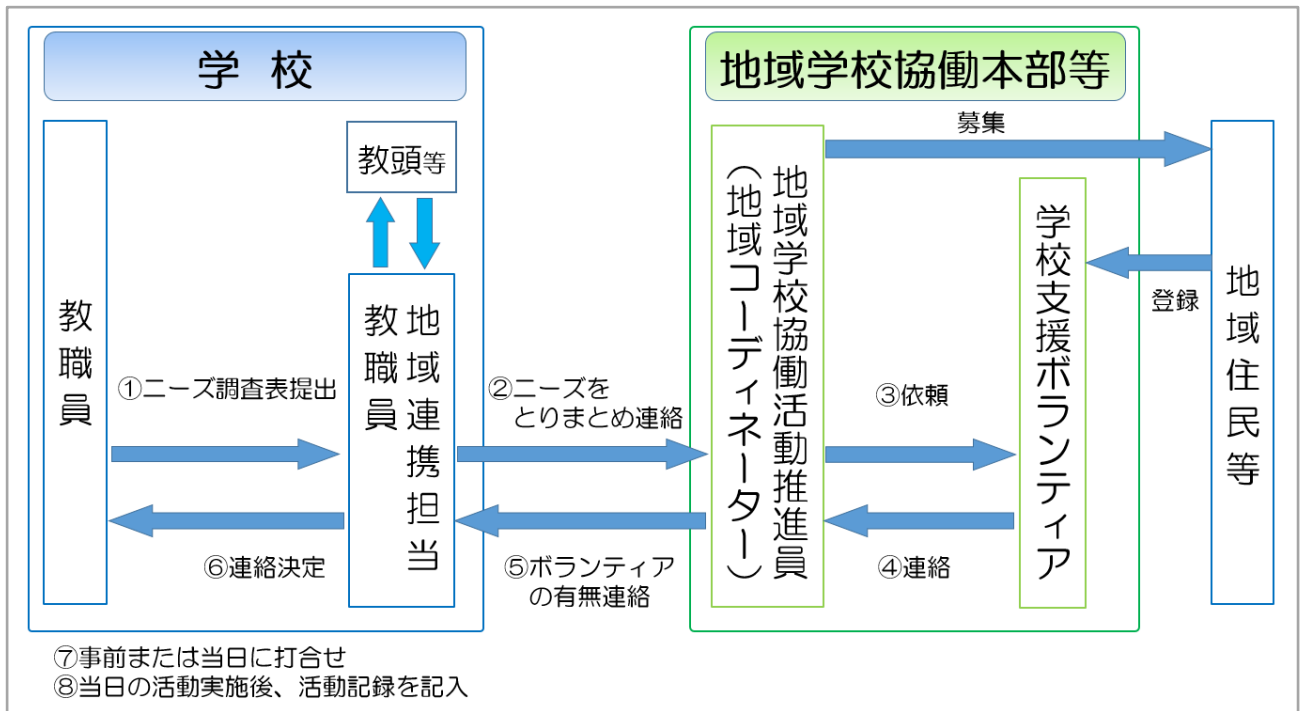 学 校
地域学校協働本部等
教職員
教頭等
地域連携担当
教職員
①ニーズ調査表提出
⑥連絡決定
②ニーズを
とりまとめ連絡
⑤ボランティア
の有無連絡
地域学校協働活動推進員
(地域コーディネーター)
募集
③依頼
④連絡
学校支援ボランティア
登録
地域住民等
⑦事前または当日に打合せ
⑧当日の活動実施後、活動記録を記入